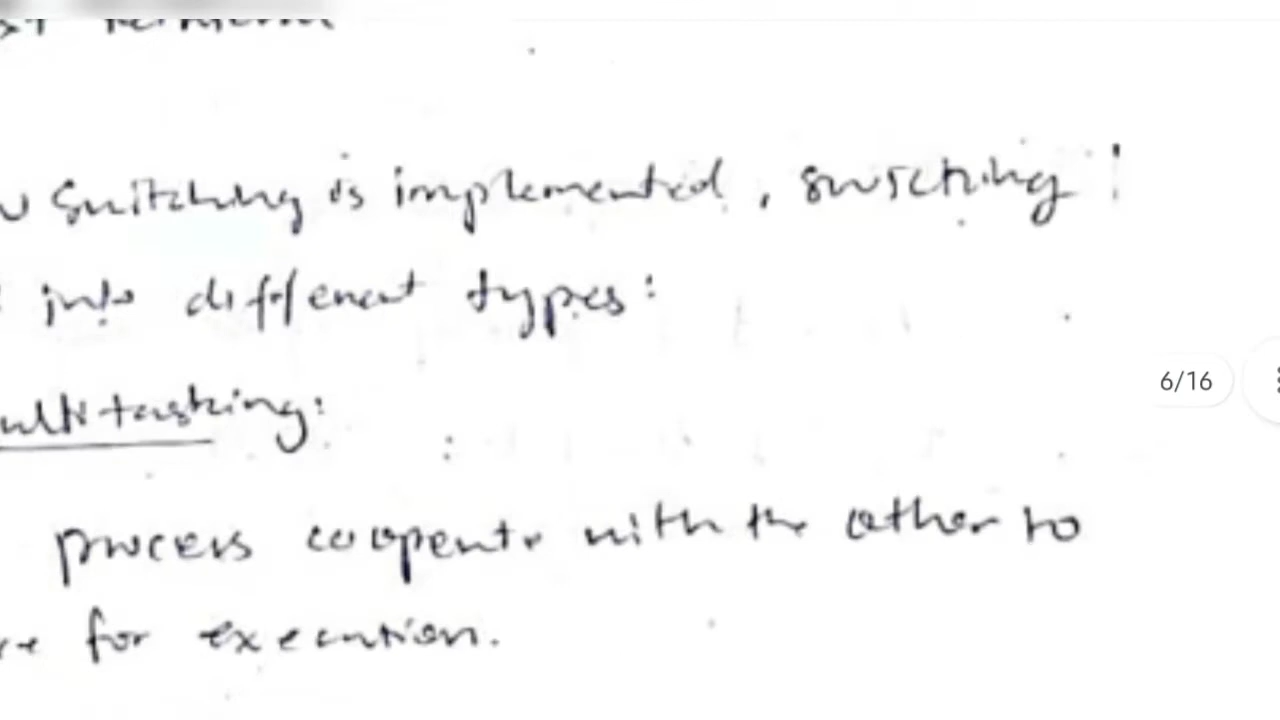 switching is implemented, switching
into different types:
ultitasking:
6/16
process cooperate with the other to
for execution.